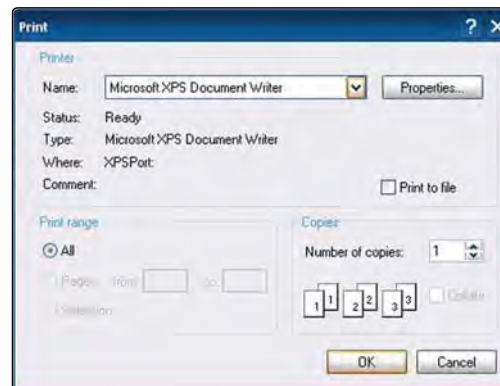 Print
Printer
Name: Microsoft XPS Document Writer Properties...
Status: Ready
Type: Microsoft XPS Document Writer
Where: XPSPort:
Comment: Print to file
Print range
All
Pages from: to:
Selection
Copies
Number of copies: 1
1 1 2 2 3 3 Collate
OK Cancel